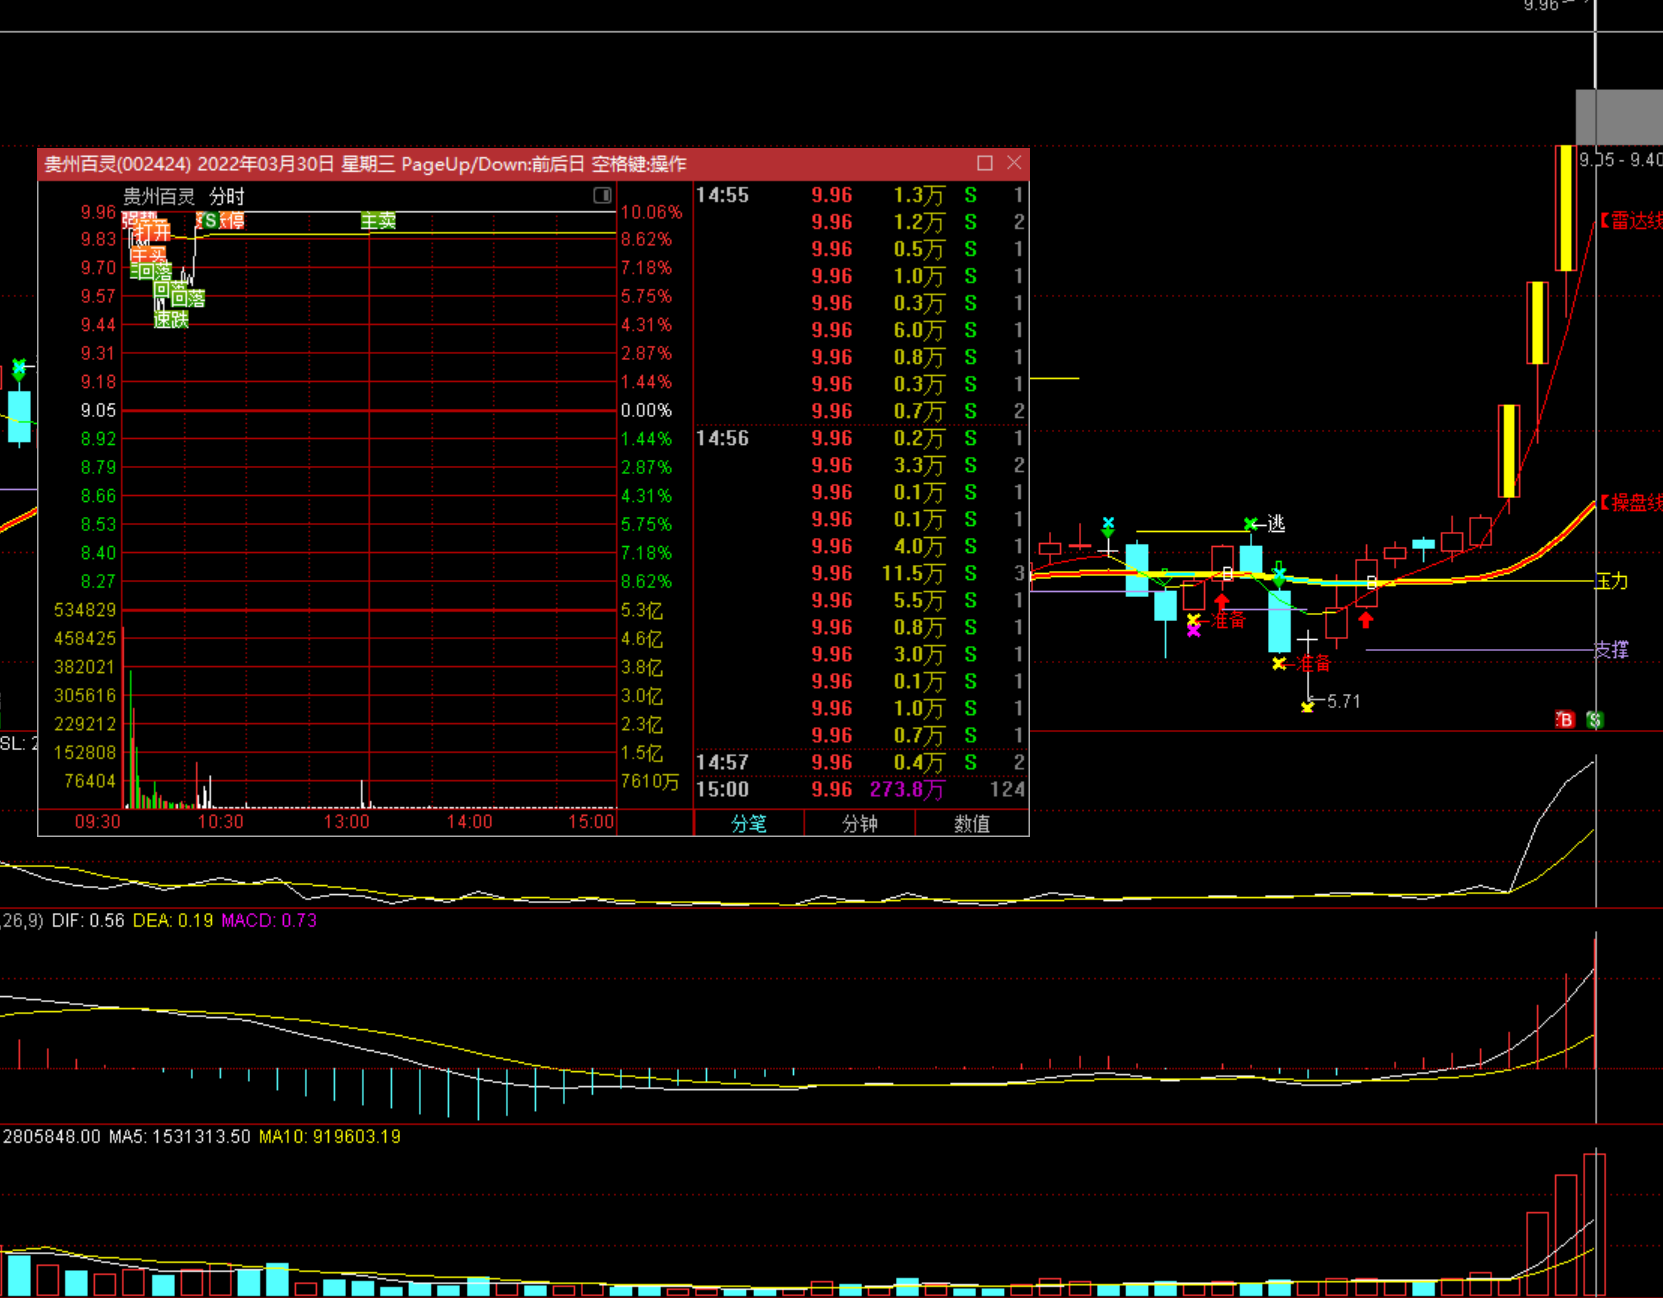 9.96
贵州百灵(002424) 2022年03月30日 星期三 PageUp/Down:前后日 空格键:操作
贵州百灵 分时
9.96 10.06%
9.83 8.62%
9.70 7.18%
9.57 5.75%
9.44 4.31%
9.31 2.87%
9.18 1.44%
9.05 0.00%
8.92 1.44%
8.79 2.87%
8.66 4.31%
8.53 5.75%
8.40 7.18%
8.27 8.62%
534829 5.3亿
458425 4.6亿
382021 3.8亿
305616 3.0亿
229212 2.3亿
152808 1.5亿
76404 7610万
09:30 10:30 13:00 14:00 15:00
打开
S 停
主卖
回落
回落
速跌
14:55 9.96 1.3万 S 1
9.96 1.2万 S 2
9.96 0.5万 S 1
9.96 1.0万 S 1
9.96 0.3万 S 1
9.96 6.0万 S 1
9.96 0.8万 S 1
9.96 0.3万 S 1
9.96 0.7万 S 2
14:56 9.96 0.2万 S 1
9.96 3.3万 S 2
9.96 0.1万 S 1
9.96 0.1万 S 1
9.96 4.0万 S 1
9.96 11.5万 S 3
9.96 5.5万 S 1
9.96 0.8万 S 1
9.96 3.0万 S 1
9.96 0.1万 S 1
9.96 1.0万 S 1
9.96 0.7万 S 1
14:57 9.96 0.4万 S 2
15:00 9.96 273.8万 124
分笔 分钟 数值
9.05 - 9.40
【雷达线
【操盘线
逃
B
B
压力
准备
准备
支撑
5.71
B S
SL: 2
,26,9) DIF: 0.56 DEA: 0.19 MACD: 0.73
2805848.00 MA5: 1531313.50 MA10: 919603.19